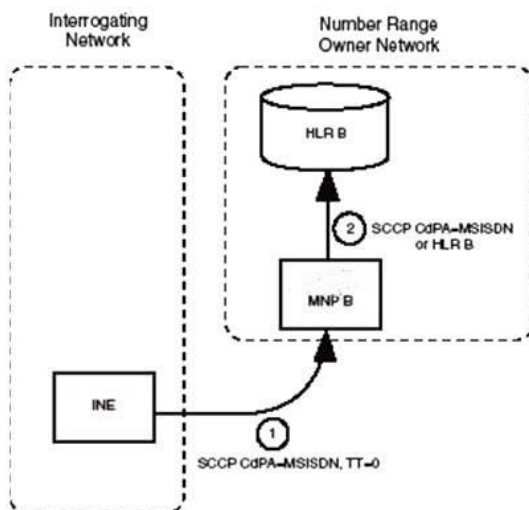 Interrogating
Network
Number Range
Owner Network
HLR B
2
SCCP CdPA=MSISDN
or HLR B
MNP B
INE
1
SCCP CdPA=MSISDN, TT=0